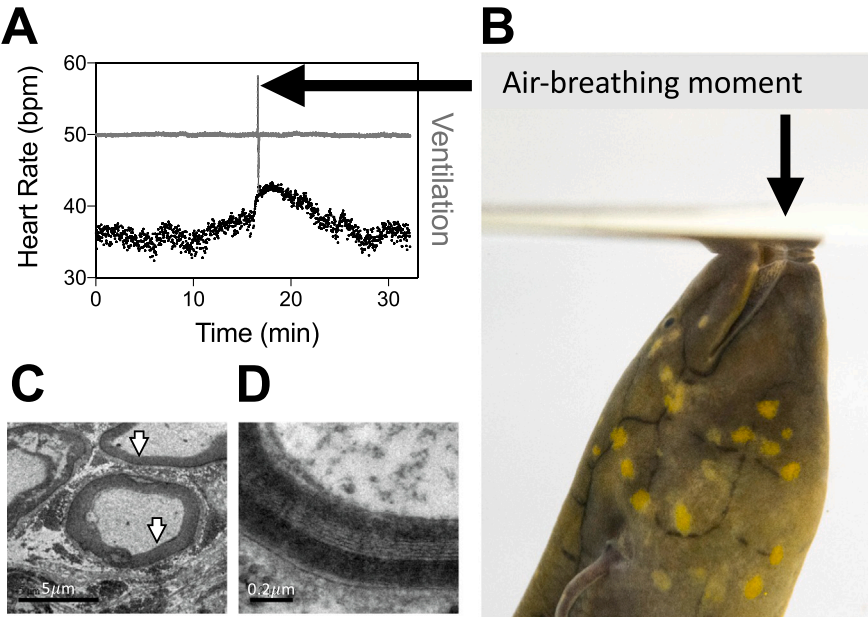 A
60
50
40
30
Heart Rate (bpm)
0
10
20
30
Time (min)
Ventilation
B
Air-breathing moment
C
5μm
D
0.2μm